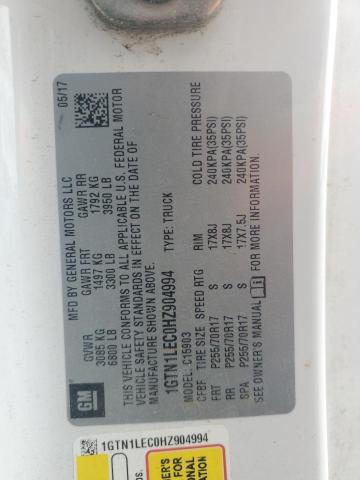 GM
MFD BY GENERAL MOTORS LLC
05/17
GVWR GAWR FRT GAWR RR
3085 KG 1497 KG 1792 KG
6800 LB 3300 LB 3950 LB
THIS VEHICLE CONFORMS TO ALL APPLICABLE U.S. FEDERAL MOTOR
VEHICLE SAFETY STANDARDS IN EFFECT ON THE DATE OF
MANUFACTURE SHOWN ABOVE.
1GTN1LEC0HZ904994 TYPE: TRUCK
MODEL: C15903
CFBF TIRE SIZE SPEED RTG RIM COLD TIRE PRESSURE
FRT P255/70R17 S 17X8J 240KPA(35PSI)
RR P255/70R17 S 17X8J 240KPA(35PSI)
SPA P255/70R17 S 17X7.5J 240KPA(35PSI)
SEE OWNER'S MANUAL FOR MORE INFORMATION.
1GTN1LEC0HZ904994
OWNER'S
FOR